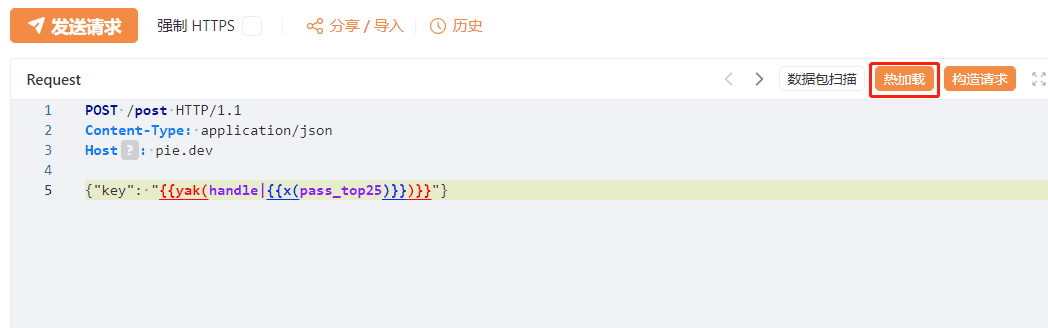 发送请求 强制 HTTPS 分享 / 导入 历史
Request 数据包扫描 热加载 构造请求
1 POST /post HTTP/1.1
2 Content-Type: application/json
3 Host ? : pie.dev
4
5 {"key": "{{yak(handle|{{x(pass_top25)}})}}"}